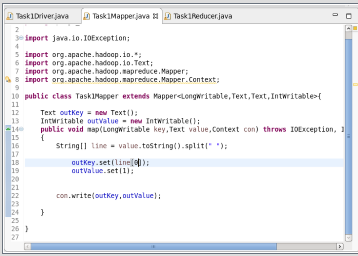 Task1Driver.java
Task1Mapper.java
Task1Reducer.java
2
3 import java.io.IOException;
4
5 import org.apache.hadoop.io.*;
6 import org.apache.hadoop.io.Text;
7 import org.apache.hadoop.mapreduce.Mapper;
8 import org.apache.hadoop.mapreduce.Mapper.Context;
9
10 public class Task1Mapper extends Mapper<LongWritable,Text,Text,IntWritable>{
11
12 Text outKey = new Text();
13 IntWritable outValue = new IntWritable();
14 public void map(LongWritable key,Text value,Context con) throws IOException, I
15 {
16 String[] line = value.toString().split(" ");
17
18 outKey.set(line[0]);
19 outValue.set(1);
20
21
22 con.write(outKey,outValue);
23
24 }
25
26 }
27